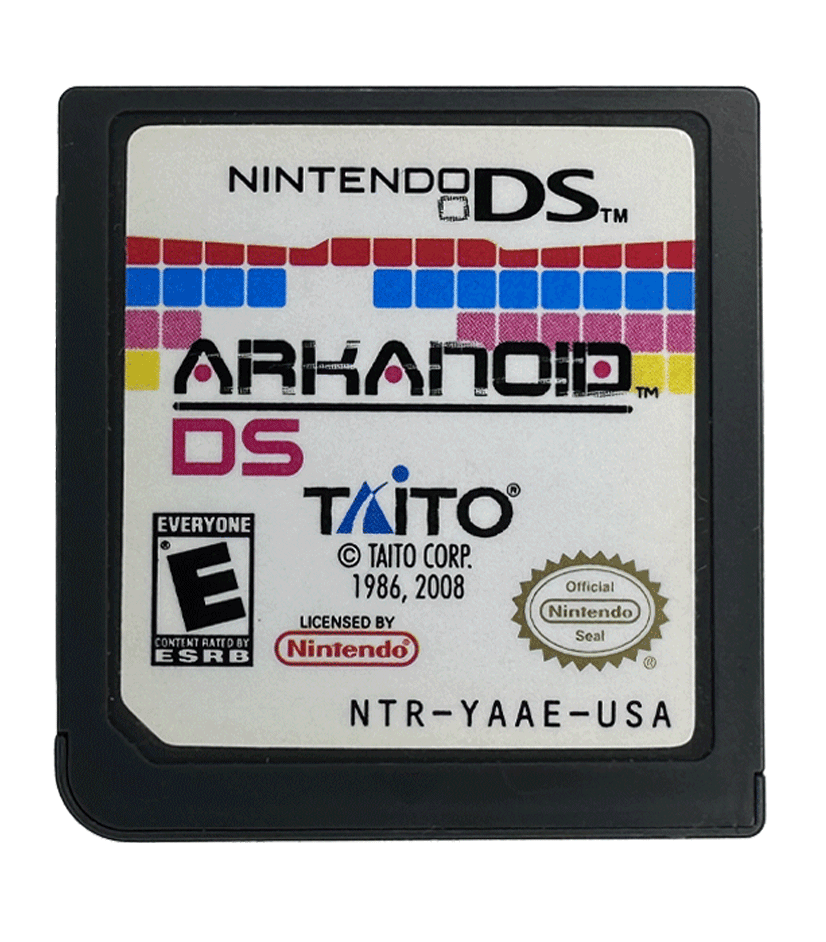 NINTENDO DS™
ARKANOID™
DS
TAITO®
© TAITO CORP.
1986, 2008
EVERYONE
E®
CONTENT RATED BY
ESRB
LICENSED BY
Nintendo®
Official
Nintendo
Seal®
NTR-YAAE-USA